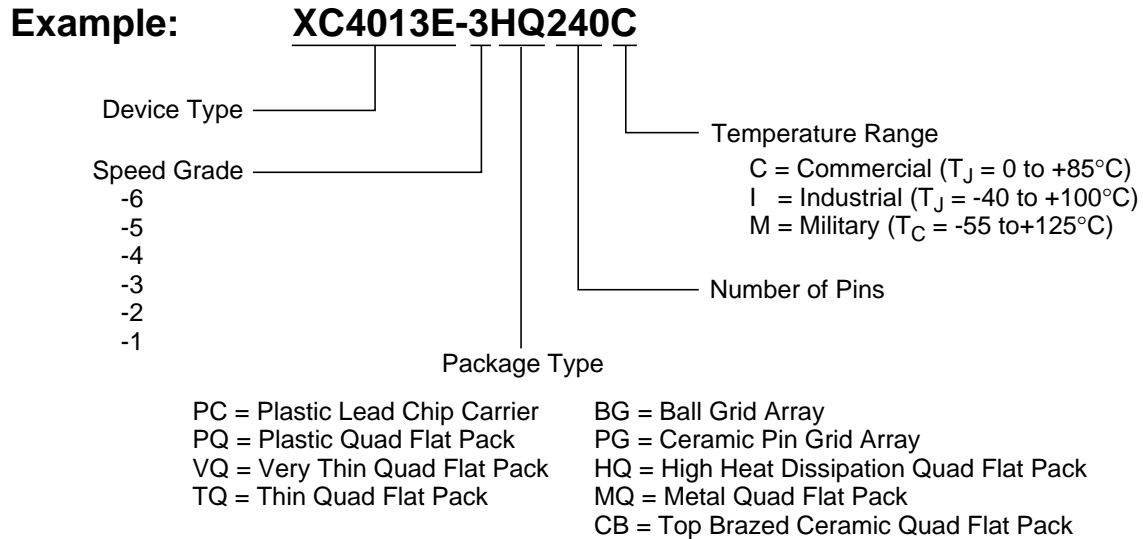 Example: XC4013E-3HQ240C
Device Type
Temperature Range
C = Commercial (TJ = 0 to +85°C)
I = Industrial (TJ = -40 to +100°C)
M = Military (TC = -55 to+125°C)
Speed Grade
-6
-5
-4
-3
-2
-1
Number of Pins
Package Type
PC = Plastic Lead Chip Carrier
PQ = Plastic Quad Flat Pack
VQ = Very Thin Quad Flat Pack
TQ = Thin Quad Flat Pack
BG = Ball Grid Array
PG = Ceramic Pin Grid Array
HQ = High Heat Dissipation Quad Flat Pack
MQ = Metal Quad Flat Pack
CB = Top Brazed Ceramic Quad Flat Pack